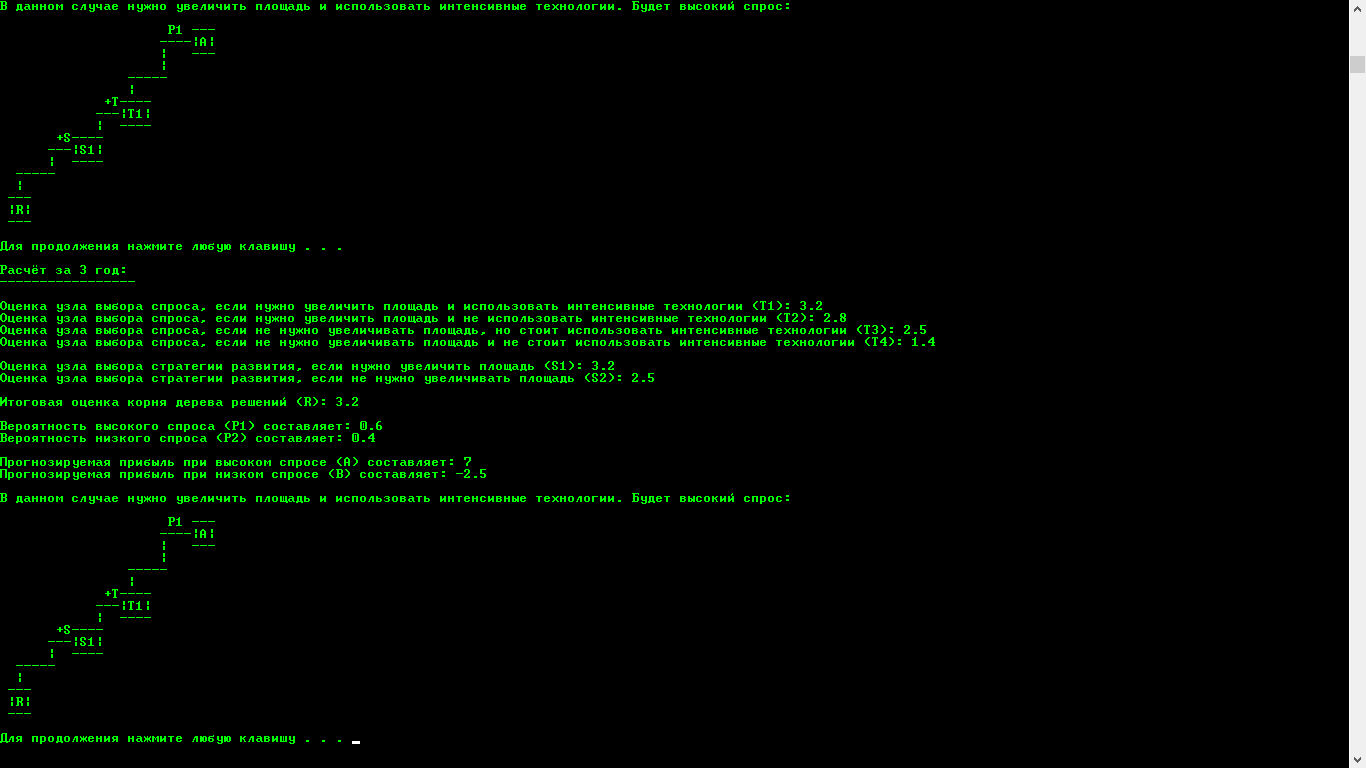 В данном случае нужно увеличить площадь и использовать интенсивные технологии. Будет высокий спрос:
P1 ---
----|A|
|   ---
|
-----
|
+T----
---|T1|
|  ----
+S----
---|S1|
|  ----
-----
|
---
|R|
---
Для продолжения нажмите любую клавишу . . .
Расчёт за 3 год:
-----------------
Оценка узла выбора спроса, если нужно увеличить площадь и использовать интенсивные технологии (T1): 3.2
Оценка узла выбора спроса, если нужно увеличить площадь и не использовать интенсивные технологии (T2): 2.8
Оценка узла выбора спроса, если не нужно увеличивать площадь, но стоит использовать интенсивные технологии (T3): 2.5
Оценка узла выбора спроса, если не нужно увеличивать площадь и не стоит использовать интенсивные технологии (T4): 1.4
Оценка узла выбора стратегии развития, если нужно увеличить площадь (S1): 3.2
Оценка узла выбора стратегии развития, если не нужно увеличивать площадь (S2): 2.5
Итоговая оценка корня дерева решений (R): 3.2
Вероятность высокого спроса (P1) составляет: 0.6
Вероятность низкого спроса (P2) составляет: 0.4
Прогнозируемая прибыль при высоком спросе (A) составляет: 7
Прогнозируемая прибыль при низком спросе (B) составляет: -2.5
В данном случае нужно увеличить площадь и использовать интенсивные технологии. Будет высокий спрос:
P1 ---
----|A|
|   ---
|
-----
|
+T----
---|T1|
|  ----
+S----
---|S1|
|  ----
-----
|
---
|R|
---
Для продолжения нажмите любую клавишу . . .